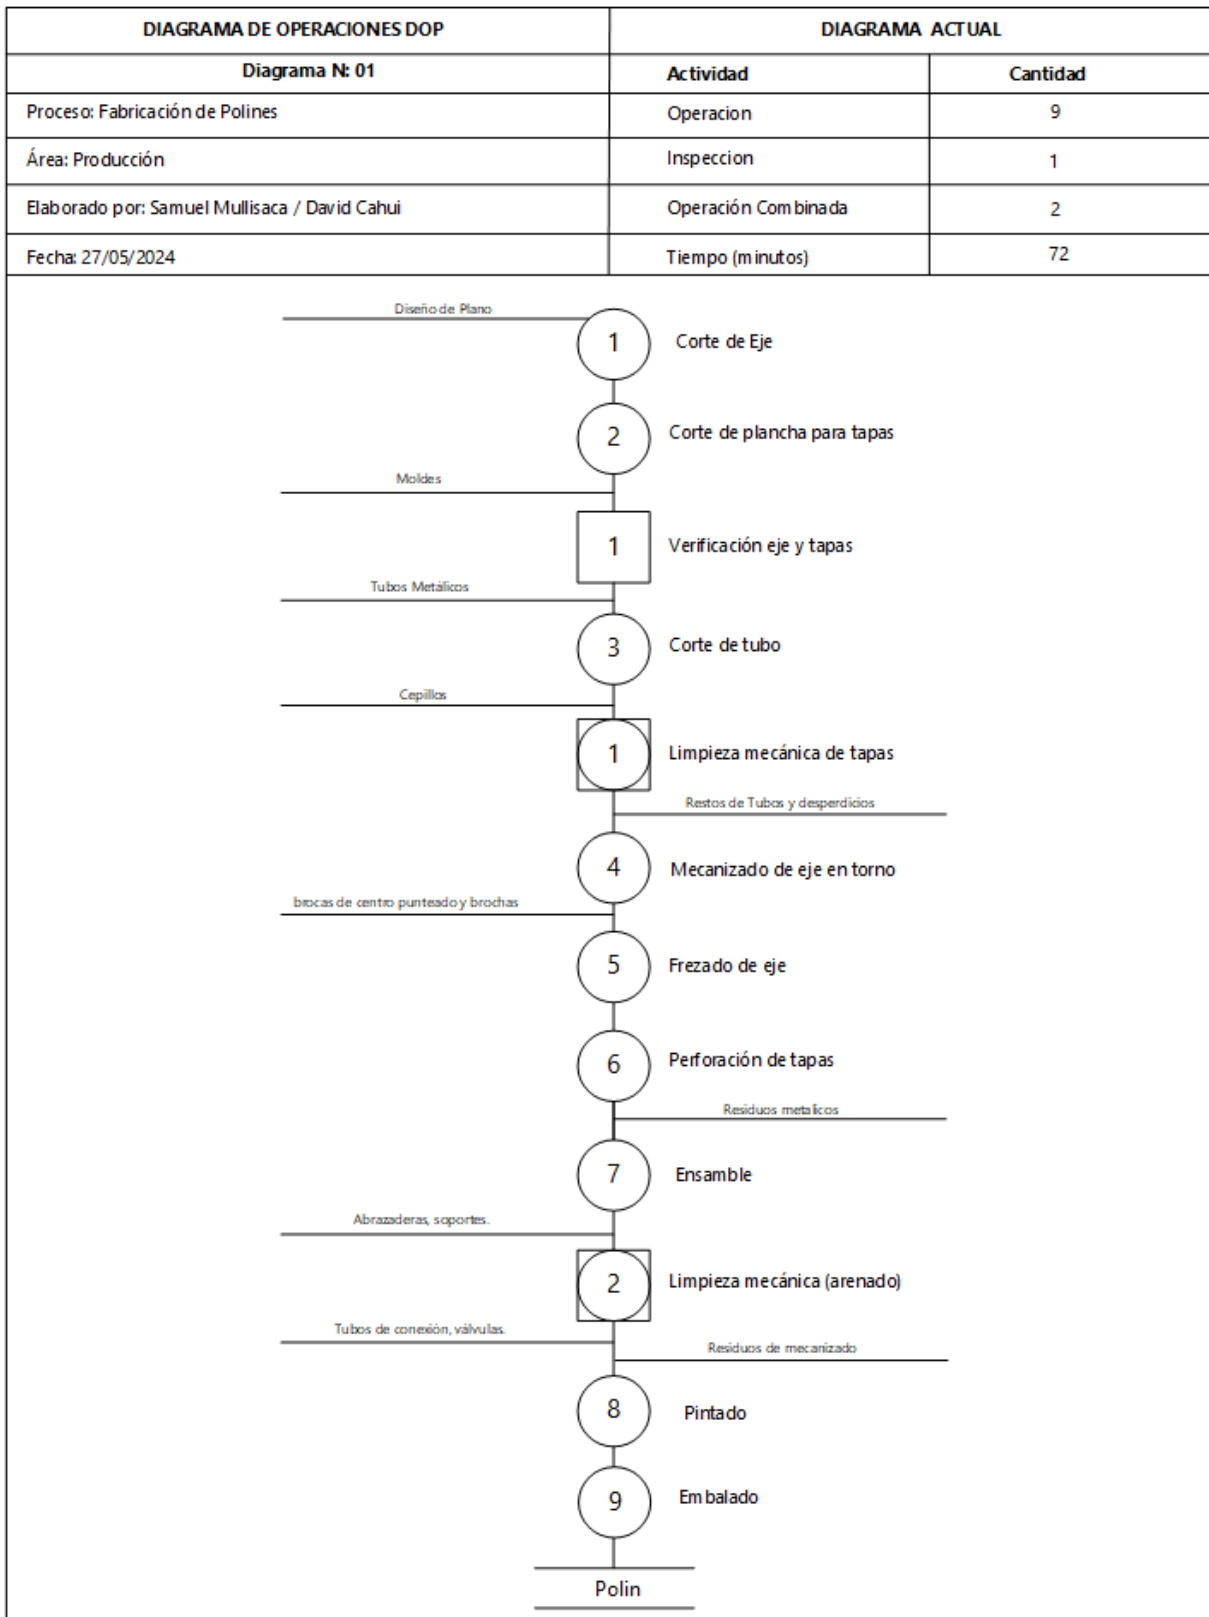 DIAGRAMA DE OPERACIONES DOP
DIAGRAMA ACTUAL
Diagrama N: 01
Actividad
Cantidad
Proceso: Fabricación de Polines
Operacion
9
Área: Producción
Inspeccion
1
Elaborado por: Samuel Mullisaca / David Cahui
Operación Combinada
2
Fecha: 27/05/2024
Tiempo (minutos)
72
Diseño de Plano
1
Corte de Eje
2
Corte de plancha para tapas
Moldes
1
Verificación eje y tapas
Tubos Metálicos
3
Corte de tubo
Cepillos
1
Limpieza mecánica de tapas
Restos de Tubos y desperdicios
4
Mecanizado de eje en torno
brocas de centro punteado y brochas
5
Frezado de eje
6
Perforación de tapas
Residuos metalicos
7
Ensamble
Abrazaderas, soportes.
2
Limpieza mecánica (arenado)
Tubos de conexión, válvulas.
Residuos de mecanizado
8
Pintado
9
Embalado
Polin